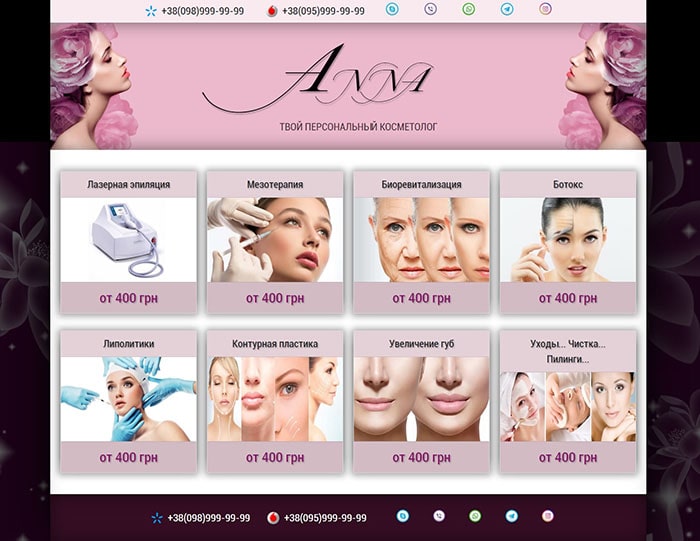 +38(098)999-99-99 +38(095)999-99-99
ANNA
ТВОЙ ПЕРСОНАЛЬНЫЙ КОСМЕТОЛОГ
Лазерная эпиляция Мезотерапия Биоревитализация Ботокс
от 400 грн от 400 грн от 400 грн от 400 грн
Липолитики Контурная пластика Увеличение губ Уходы... Чистка...
Пилинги...
от 400 грн от 400 грн от 400 грн от 400 грн
+38(098)999-99-99 +38(095)999-99-99